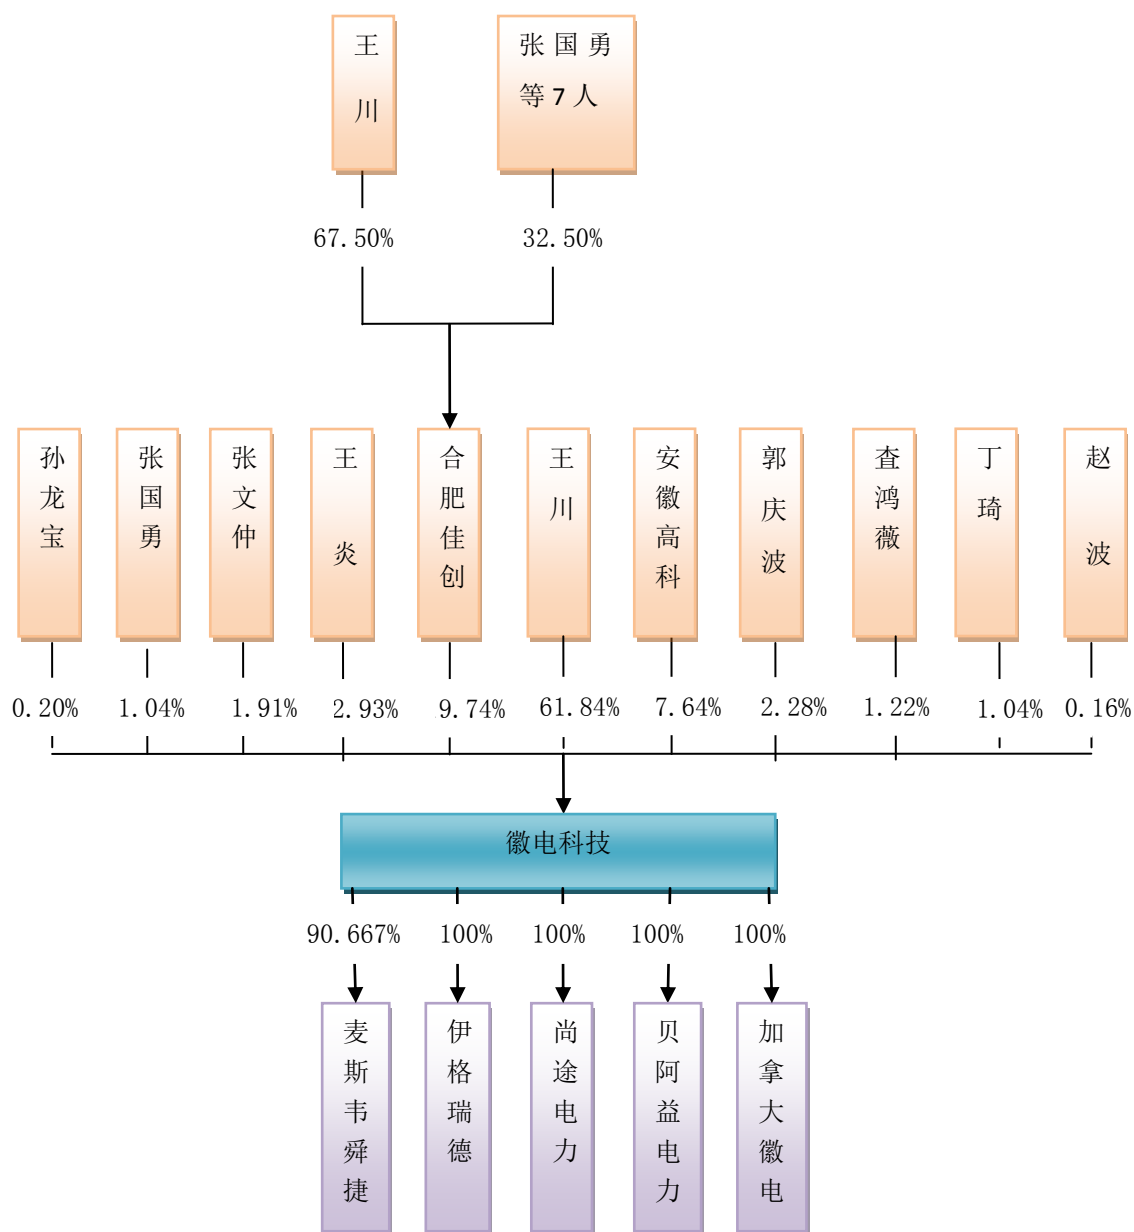 王川
张国勇
等7人
67.50%
32.50%
孙龙宝
张国勇
张文仲
王炎
合肥佳创
王川
安徽高科
郭庆波
査鸿薇
丁琦
赵波
0.20%
1.04%
1.91%
2.93%
9.74%
61.84%
7.64%
2.28%
1.22%
1.04%
0.16%
徽电科技
90.667%
100%
100%
100%
100%
麦斯韦舜捷
伊格瑞德
尚途电力
贝阿益电力
加拿大徽电